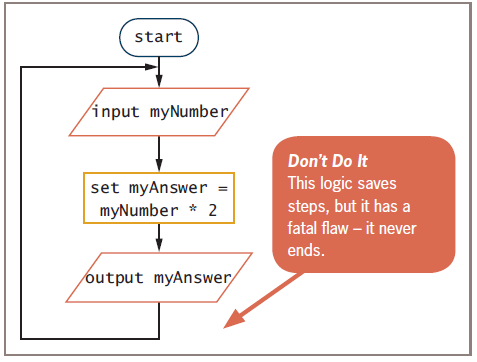 start
input myNumber
set myAnswer =
myNumber * 2
output myAnswer
Don't Do It
This logic saves
steps, but it has a
fatal flaw – it never
ends.